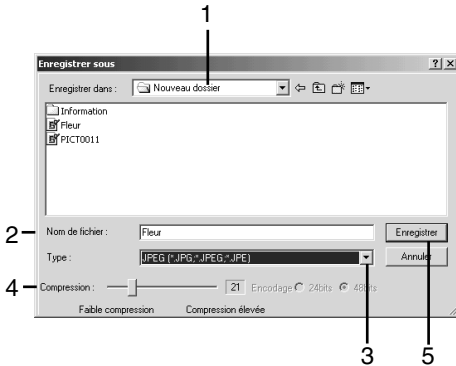 1
Enregistrer sous
Enregistrer dans : Nouveau dossier
Information
Fleur
PICT0011
2 Nom de fichier : Fleur Enregistrer
Type : JPEG (*.JPG;*.JPEG;*.JPE) Annuler
4 Compression : 21 Encodage 24bits 48bits
Faible compression Compression élevée
3 5